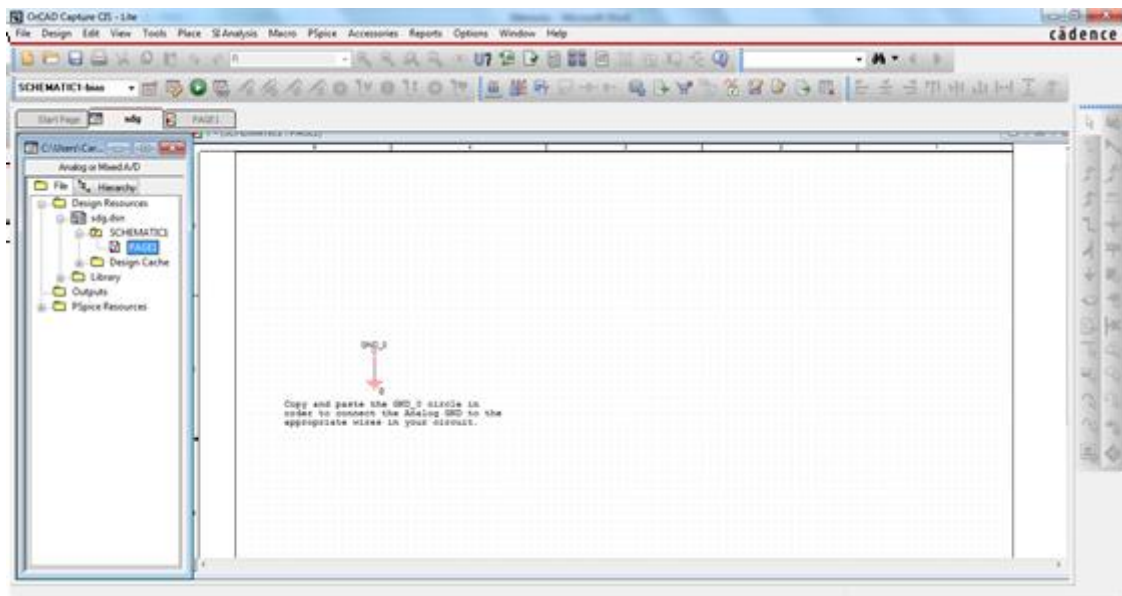 OrCAD Capture CIS - Lite
File Design Edit View Tools Place SI Analysis Macro PSpice Accessories Reports Options Window Help
cādence
U?
SCHEMATIC1-bias
Start Page sdg PAGE1
C:\Users\Car...
Analog or Mixed A/D
File Hierarchy
Design Resources
sdg.dsn
SCHEMATIC1
PAGE1
Design Cache
Library
Outputs
PSpice Resources
GND_0
0
Copy and paste the GND_0 circle in
order to connect the Analog GND to the
appropriate wires in your circuit.